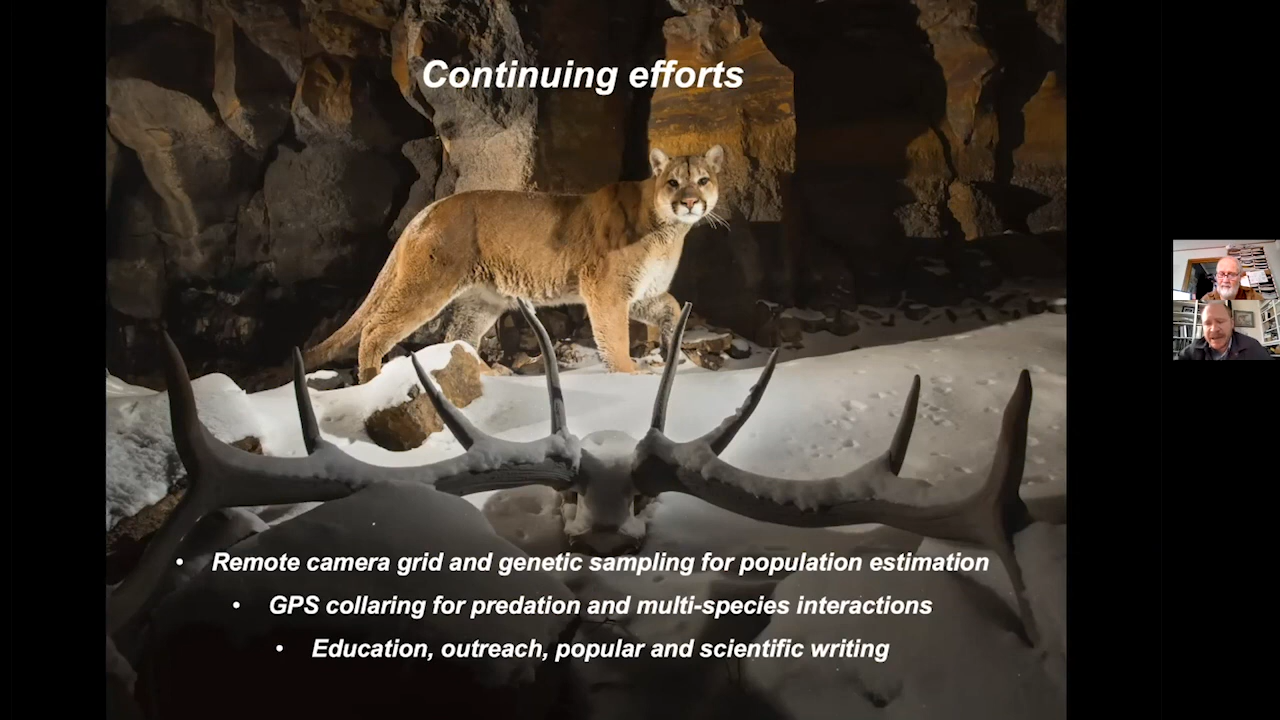 Continuing efforts
• Remote camera grid and genetic sampling for population estimation
• GPS collaring for predation and multi-species interactions
• Education, outreach, popular and scientific writing